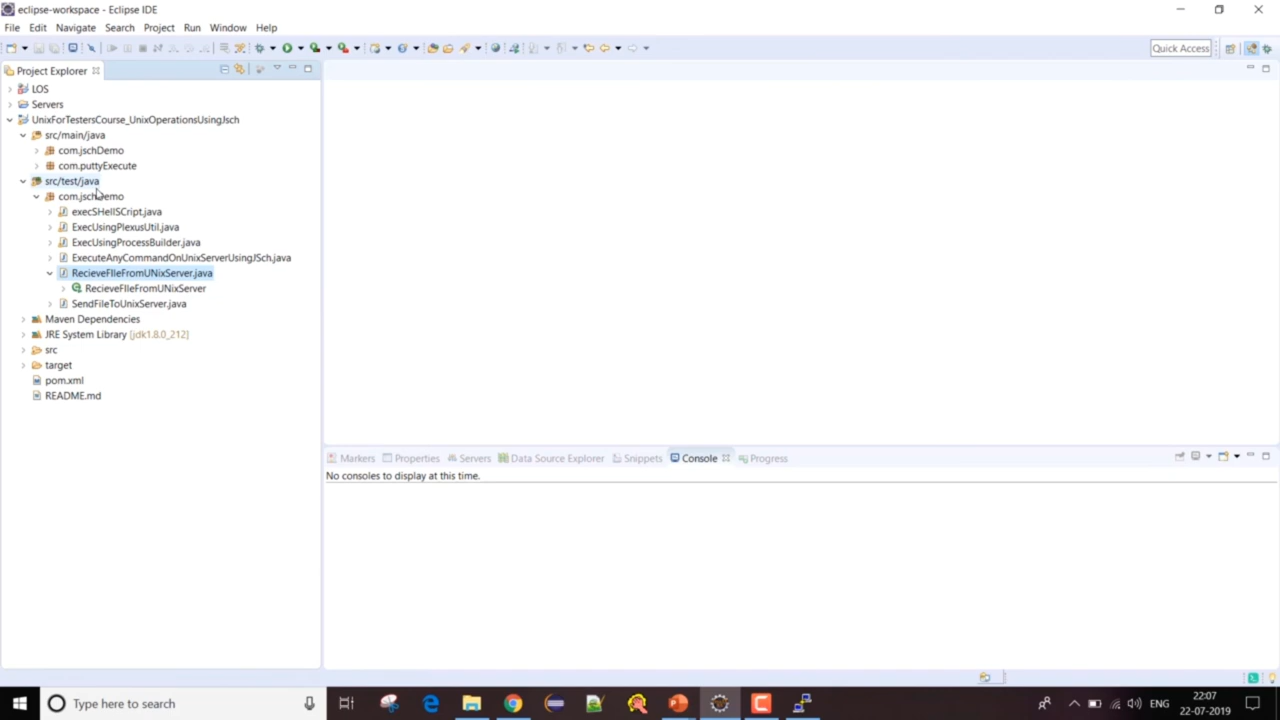 eclipse-workspace - Eclipse IDE
File Edit Navigate Search Project Run Window Help
Quick Access
Project Explorer
LOS
Servers
UnixForTestersCourse_UnixOperationsUsingJsch
src/main/java
com.jschDemo
com.puttyExecute
src/test/java
com.jschDemo
execSHellSCript.java
ExecUsingPlexusUtil.java
ExecUsingProcessBuilder.java
ExecuteAnyCommandOnUnixServerUsingJSch.java
RecieveFIleFromUNixServer.java
RecieveFIleFromUNixServer
SendFileToUnixServer.java
Maven Dependencies
JRE System Library [jdk1.8.0_212]
src
target
pom.xml
README.md
Markers Properties Servers Data Source Explorer Snippets Console Progress
No consoles to display at this time.
Type here to search
ENG
22:07
22-07-2019